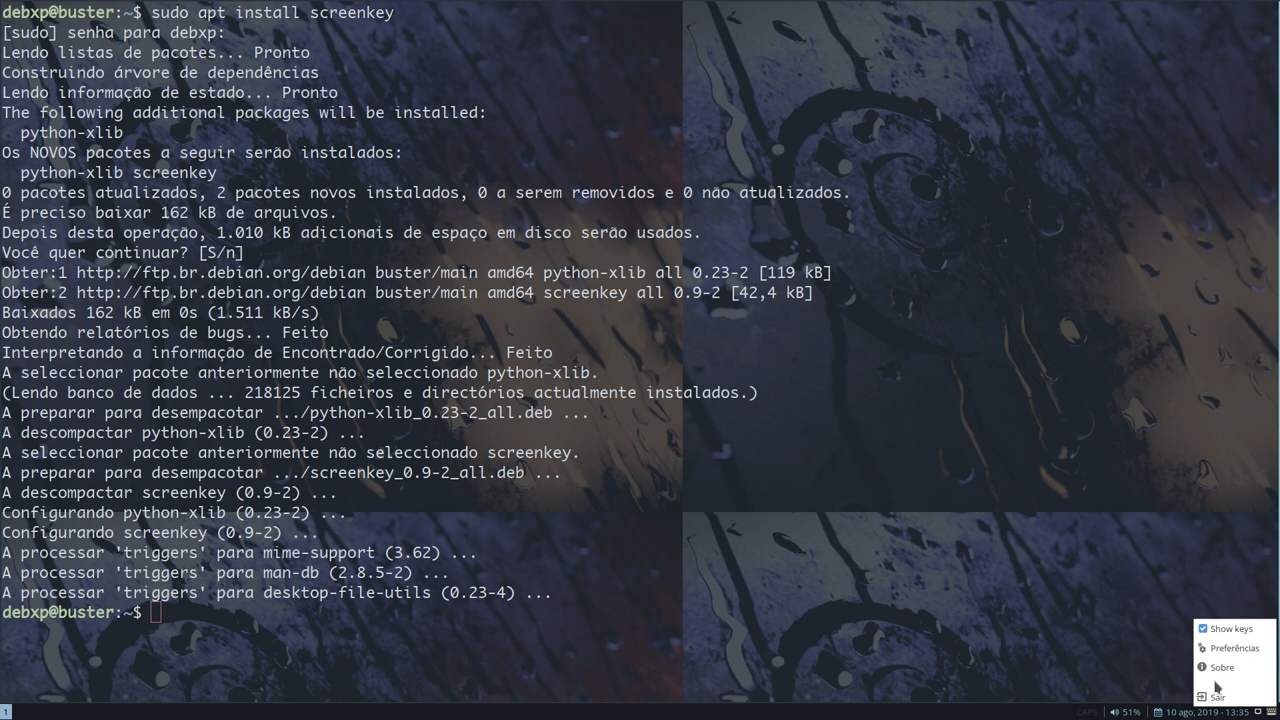 debxp@buster:~$ sudo apt install screenkey
[sudo] senha para debxp:
Lendo listas de pacotes... Pronto
Construindo árvore de dependências
Lendo informação de estado... Pronto
The following additional packages will be installed:
  python-xlib
Os NOVOS pacotes a seguir serão instalados:
  python-xlib screenkey
0 pacotes atualizados, 2 pacotes novos instalados, 0 a serem removidos e 0 não atualizados.
É preciso baixar 162 kB de arquivos.
Depois desta operação, 1.010 kB adicionais de espaço em disco serão usados.
Você quer continuar? [S/n]
Obter:1 http://ftp.br.debian.org/debian buster/main amd64 python-xlib all 0.23-2 [119 kB]
Obter:2 http://ftp.br.debian.org/debian buster/main amd64 screenkey all 0.9-2 [42,4 kB]
Baixados 162 kB em 0s (1.511 kB/s)
Obtendo relatórios de bugs... Feito
Interpretando a informação de Encontrado/Corrigido... Feito
A seleccionar pacote anteriormente não seleccionado python-xlib.
(Lendo banco de dados ... 218125 ficheiros e directórios actualmente instalados.)
A preparar para desempacotar .../python-xlib_0.23-2_all.deb ...
A descompactar python-xlib (0.23-2) ...
A seleccionar pacote anteriormente não seleccionado screenkey.
A preparar para desempacotar .../screenkey_0.9-2_all.deb ...
A descompactar screenkey (0.9-2) ...
Configurando python-xlib (0.23-2) ...
Configurando screenkey (0.9-2) ...
A processar 'triggers' para mime-support (3.62) ...
A processar 'triggers' para man-db (2.8.5-2) ...
A processar 'triggers' para desktop-file-utils (0.23-4) ...
debxp@buster:~$
Show keys
Preferências
Sobre
Sair
1 CAPS 51% 10 ago, 2019 - 13:35